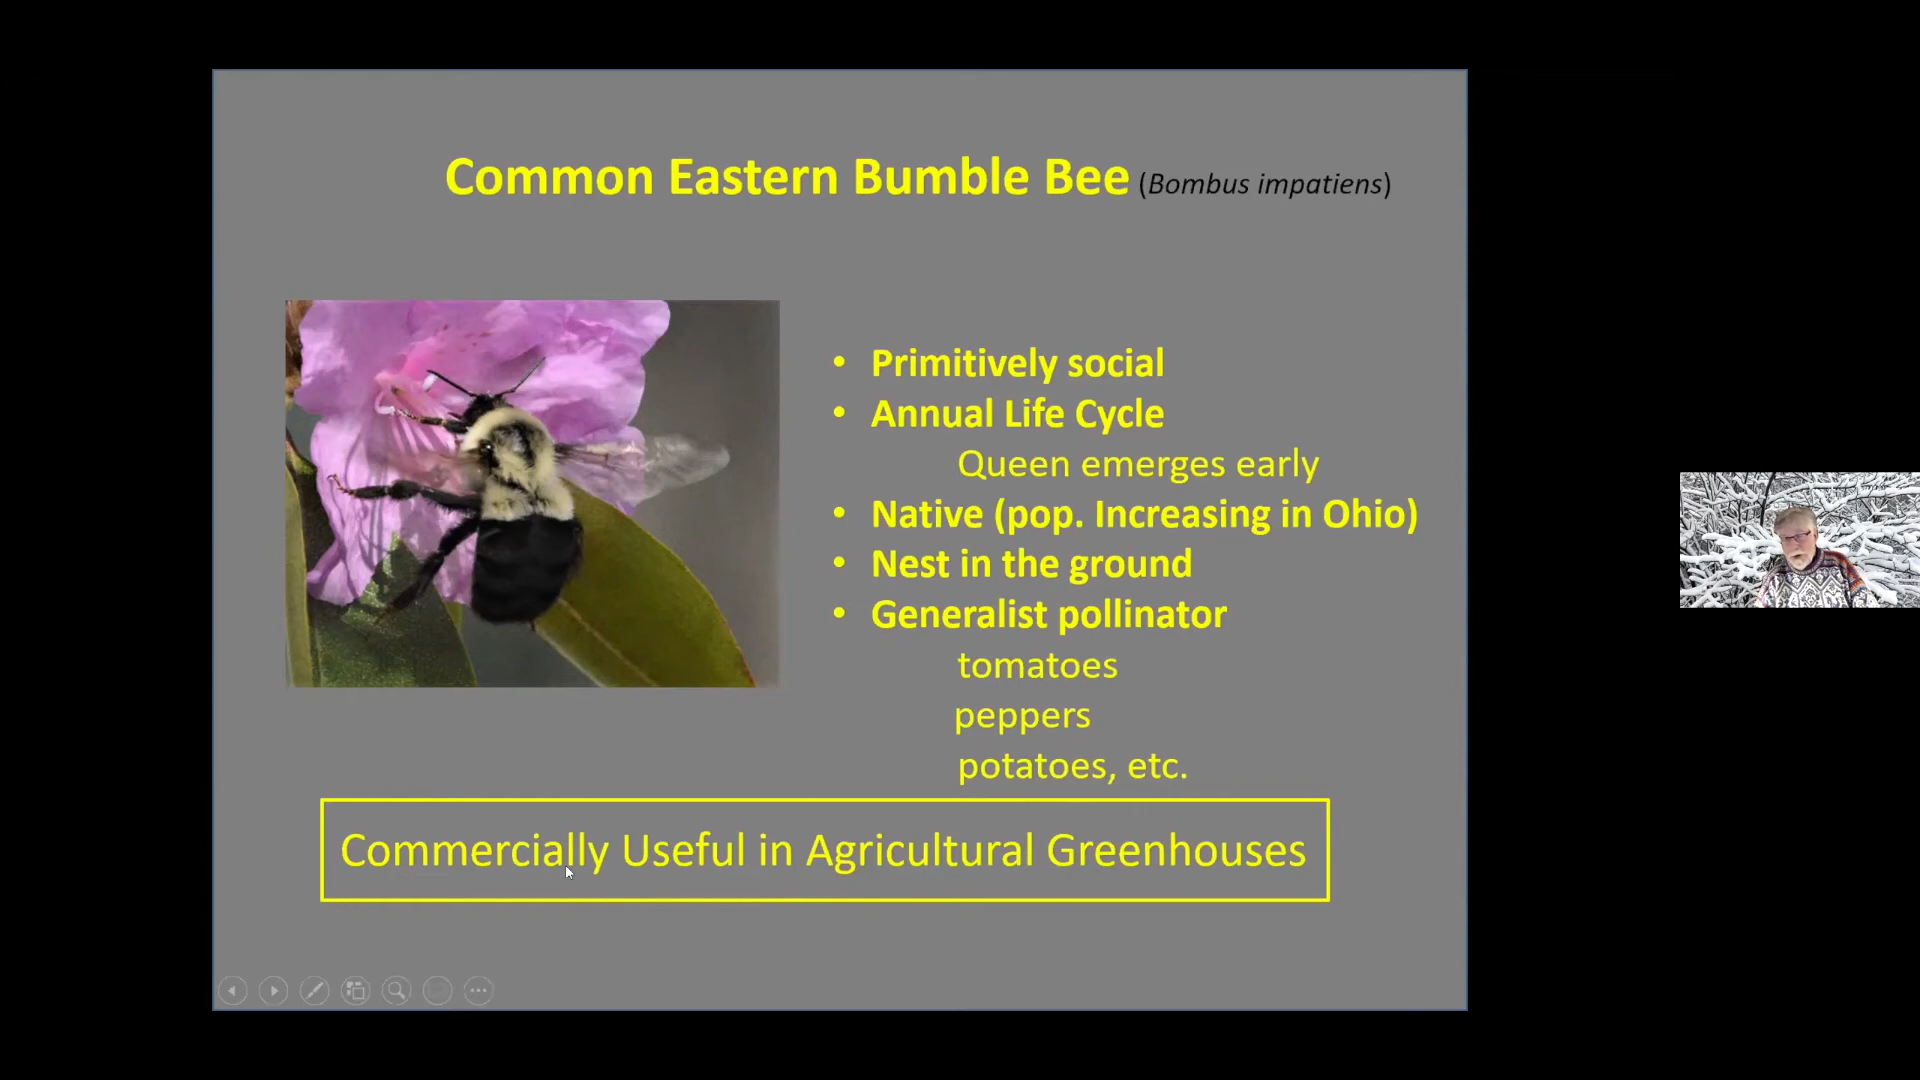 Common Eastern Bumble Bee (Bombus impatiens)
• Primitively social
• Annual Life Cycle
Queen emerges early
• Native (pop. Increasing in Ohio)
• Nest in the ground
• Generalist pollinator
tomatoes
peppers
potatoes, etc.
Commercially Useful in Agricultural Greenhouses